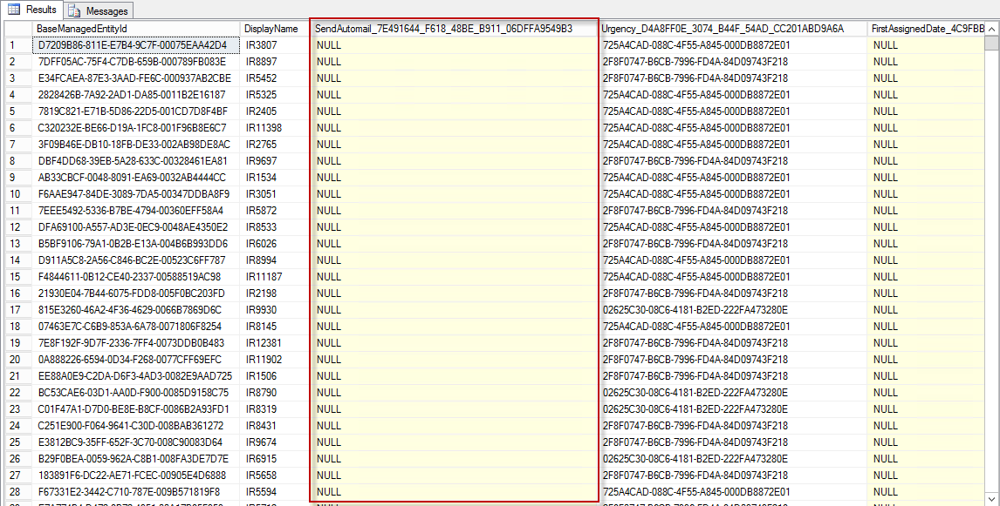 Results Messages
BaseManagedEntityId DisplayName SendAutomail_7E491644_F618_48BE_B911_06DFFA9549B3 Urgency_D4A8FF0E_3074_B44F_54AD_CC201ABD9A6A FirstAssignedDate_4C9FBB
1 D7209B86-811E-E7B4-9C7F-00075EAA42D4 IR3807 NULL 725A4CAD-088C-4F55-A845-000DB8872E01 NULL
2 7DFF05AC-75F4-C7DB-659B-000789FB083E IR8897 NULL 2F8F0747-B6CB-7996-FD4A-84D09743F218 NULL
3 E34FCAEA-87E3-3AAD-FE6C-000937AB2CBE IR5452 NULL 2F8F0747-B6CB-7996-FD4A-84D09743F218 NULL
4 2828426B-7A92-2AD1-DA85-0011B2E16187 IR5325 NULL 725A4CAD-088C-4F55-A845-000DB8872E01 NULL
5 7819C821-E71B-5D86-22D5-001CD7D8F4BF IR2405 NULL 725A4CAD-088C-4F55-A845-000DB8872E01 NULL
6 C320232E-BE66-D19A-1FC8-001F96B8E6C7 IR11398 NULL 725A4CAD-088C-4F55-A845-000DB8872E01 NULL
7 3F09B46E-DB10-18FB-DE33-002AB98DE8AC IR2765 NULL 725A4CAD-088C-4F55-A845-000DB8872E01 NULL
8 DBF4DD68-39EB-5A28-633C-00328461EA81 IR9697 NULL 2F8F0747-B6CB-7996-FD4A-84D09743F218 NULL
9 AB33CBCF-0048-8091-EA69-0032AB4444CC IR1534 NULL 725A4CAD-088C-4F55-A845-000DB8872E01 NULL
10 F6AAE947-84DE-3089-7DA5-00347DDBA8F9 IR3051 NULL 725A4CAD-088C-4F55-A845-000DB8872E01 NULL
11 7EEE5492-5336-B7BE-4794-00360EFF58A4 IR5872 NULL 2F8F0747-B6CB-7996-FD4A-84D09743F218 NULL
12 DFA69100-A557-AD3E-0EC9-0048AE4350E2 IR8533 NULL 725A4CAD-088C-4F55-A845-000DB8872E01 NULL
13 B5BF9106-79A1-0B2B-E13A-004B6B993DD6 IR6026 NULL 2F8F0747-B6CB-7996-FD4A-84D09743F218 NULL
14 D911A5C8-2A56-C846-BC2E-00523C6FF787 IR8994 NULL 725A4CAD-088C-4F55-A845-000DB8872E01 NULL
15 F4844611-0B12-CE40-2337-00588519AC98 IR11187 NULL 725A4CAD-088C-4F55-A845-000DB8872E01 NULL
16 21930E04-7B44-6075-FDD8-005F0BC203FD IR2198 NULL 2F8F0747-B6CB-7996-FD4A-84D09743F218 NULL
17 815E3260-46A2-4F36-4629-0066B7869D6C IR9930 NULL 02625C30-08C6-4181-B2ED-222FA473280E NULL
18 07463E7C-C6B9-853A-6A78-0071806F8254 IR8145 NULL 725A4CAD-088C-4F55-A845-000DB8872E01 NULL
19 7E8F192F-9D7F-2336-7FF4-0073DDB0B483 IR12381 NULL 2F8F0747-B6CB-7996-FD4A-84D09743F218 NULL
20 0A888226-6594-0D34-F268-0077CFF69EFC IR11902 NULL 2F8F0747-B6CB-7996-FD4A-84D09743F218 NULL
21 EE88A0E9-C2DA-D6F3-4AD3-0082E9AAD725 IR1506 NULL 2F8F0747-B6CB-7996-FD4A-84D09743F218 NULL
22 BC53CAE6-03D1-AA0D-F900-0085D9158C75 IR8790 NULL 02625C30-08C6-4181-B2ED-222FA473280E NULL
23 C01F47A1-D7D0-BE8E-B8CF-0086B2A93FD1 IR8319 NULL 02625C30-08C6-4181-B2ED-222FA473280E NULL
24 C251E900-F064-9641-C30D-008BAB361272 IR8431 NULL 2F8F0747-B6CB-7996-FD4A-84D09743F218 NULL
25 E3812BC9-35FF-652F-3C70-008C90083D64 IR9674 NULL 2F8F0747-B6CB-7996-FD4A-84D09743F218 NULL
26 B29F0BEA-0059-962A-C8B1-008FA3DE7D7E IR6915 NULL 02625C30-08C6-4181-B2ED-222FA473280E NULL
27 183891F6-DC22-AE71-FCEC-00905E4D6888 IR5658 NULL 2F8F0747-B6CB-7996-FD4A-84D09743F218 NULL
28 F67331E2-3442-C710-787E-009B571819F8 IR5594 NULL 2F8F0747-B6CB-7996-FD4A-84D09743F218 NULL